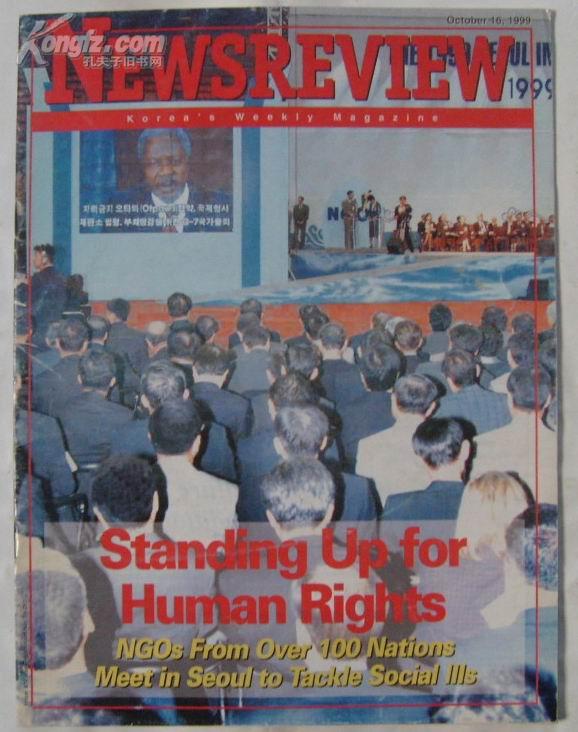 Kongfz.com
孔夫子旧书网
October 16, 1999
NEWSREVIEW
1999
Korea's Weekly Magazine
Standing Up for
Human Rights
NGOs From Over 100 Nations
Meet in Seoul to Tackle Social Ills